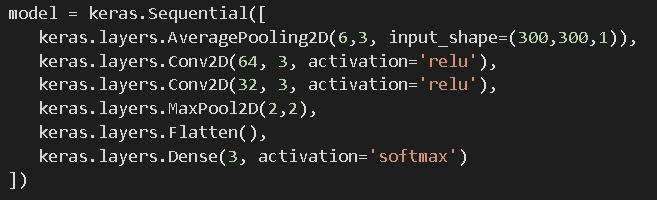 model = keras.Sequential([
    keras.layers.AveragePooling2D(6,3, input_shape=(300,300,1)),
    keras.layers.Conv2D(64, 3, activation='relu'),
    keras.layers.Conv2D(32, 3, activation='relu'),
    keras.layers.MaxPool2D(2,2),
    keras.layers.Flatten(),
    keras.layers.Dense(3, activation='softmax')
])